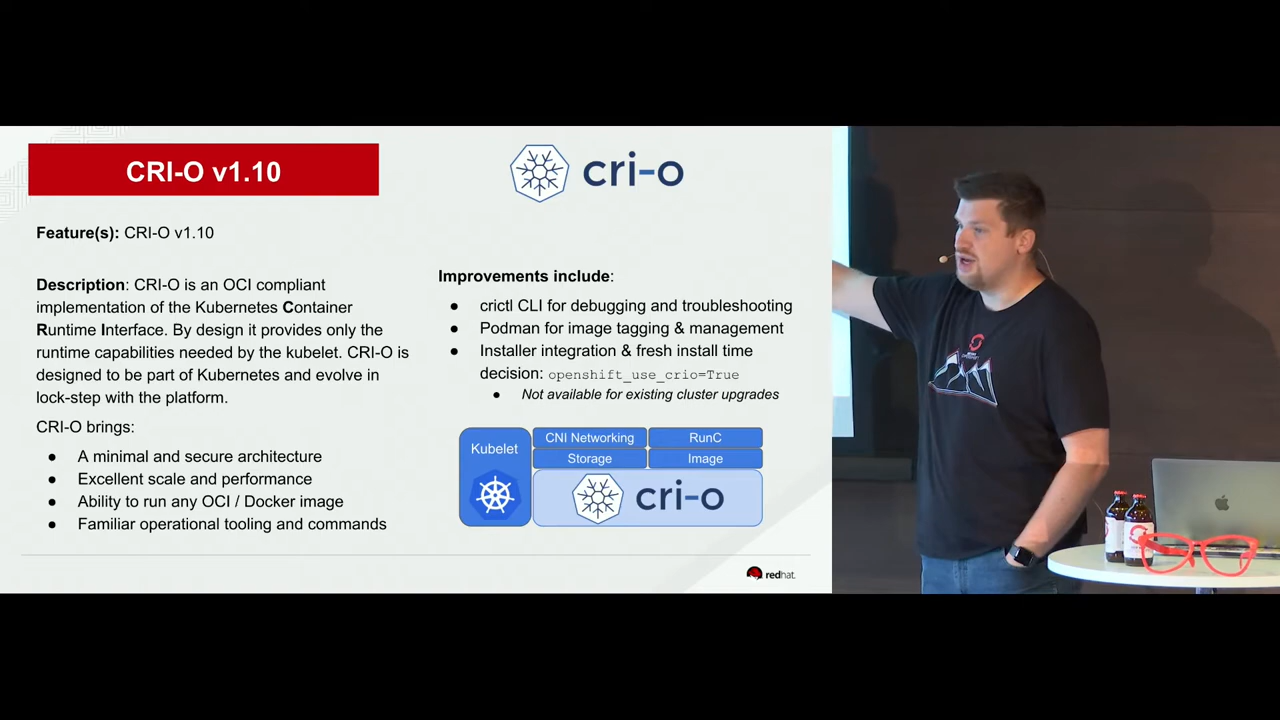 CRI-O v1.10
cri-o
Feature(s): CRI-O v1.10
Description: CRI-O is an OCI compliant
implementation of the Kubernetes Container
Runtime Interface. By design it provides only the
runtime capabilities needed by the kubelet. CRI-O is
designed to be part of Kubernetes and evolve in
lock-step with the platform.
CRI-O brings:
● A minimal and secure architecture
● Excellent scale and performance
● Ability to run any OCI / Docker image
● Familiar operational tooling and commands
Improvements include:
● crictl CLI for debugging and troubleshooting
● Podman for image tagging & management
● Installer integration & fresh install time
decision: openshift_use_crio=True
● Not available for existing cluster upgrades
Kubelet
CNI Networking
RunC
Storage
Image
cri-o
redhat.